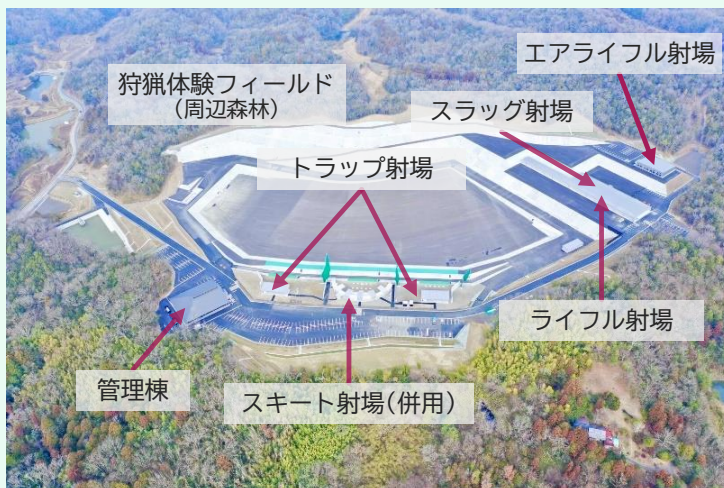 エアライフル射場
狩猟体験フィールド
(周辺森林)
スラッグ射場
トラップ射場
ライフル射場
管理棟
スキート射場(併用)